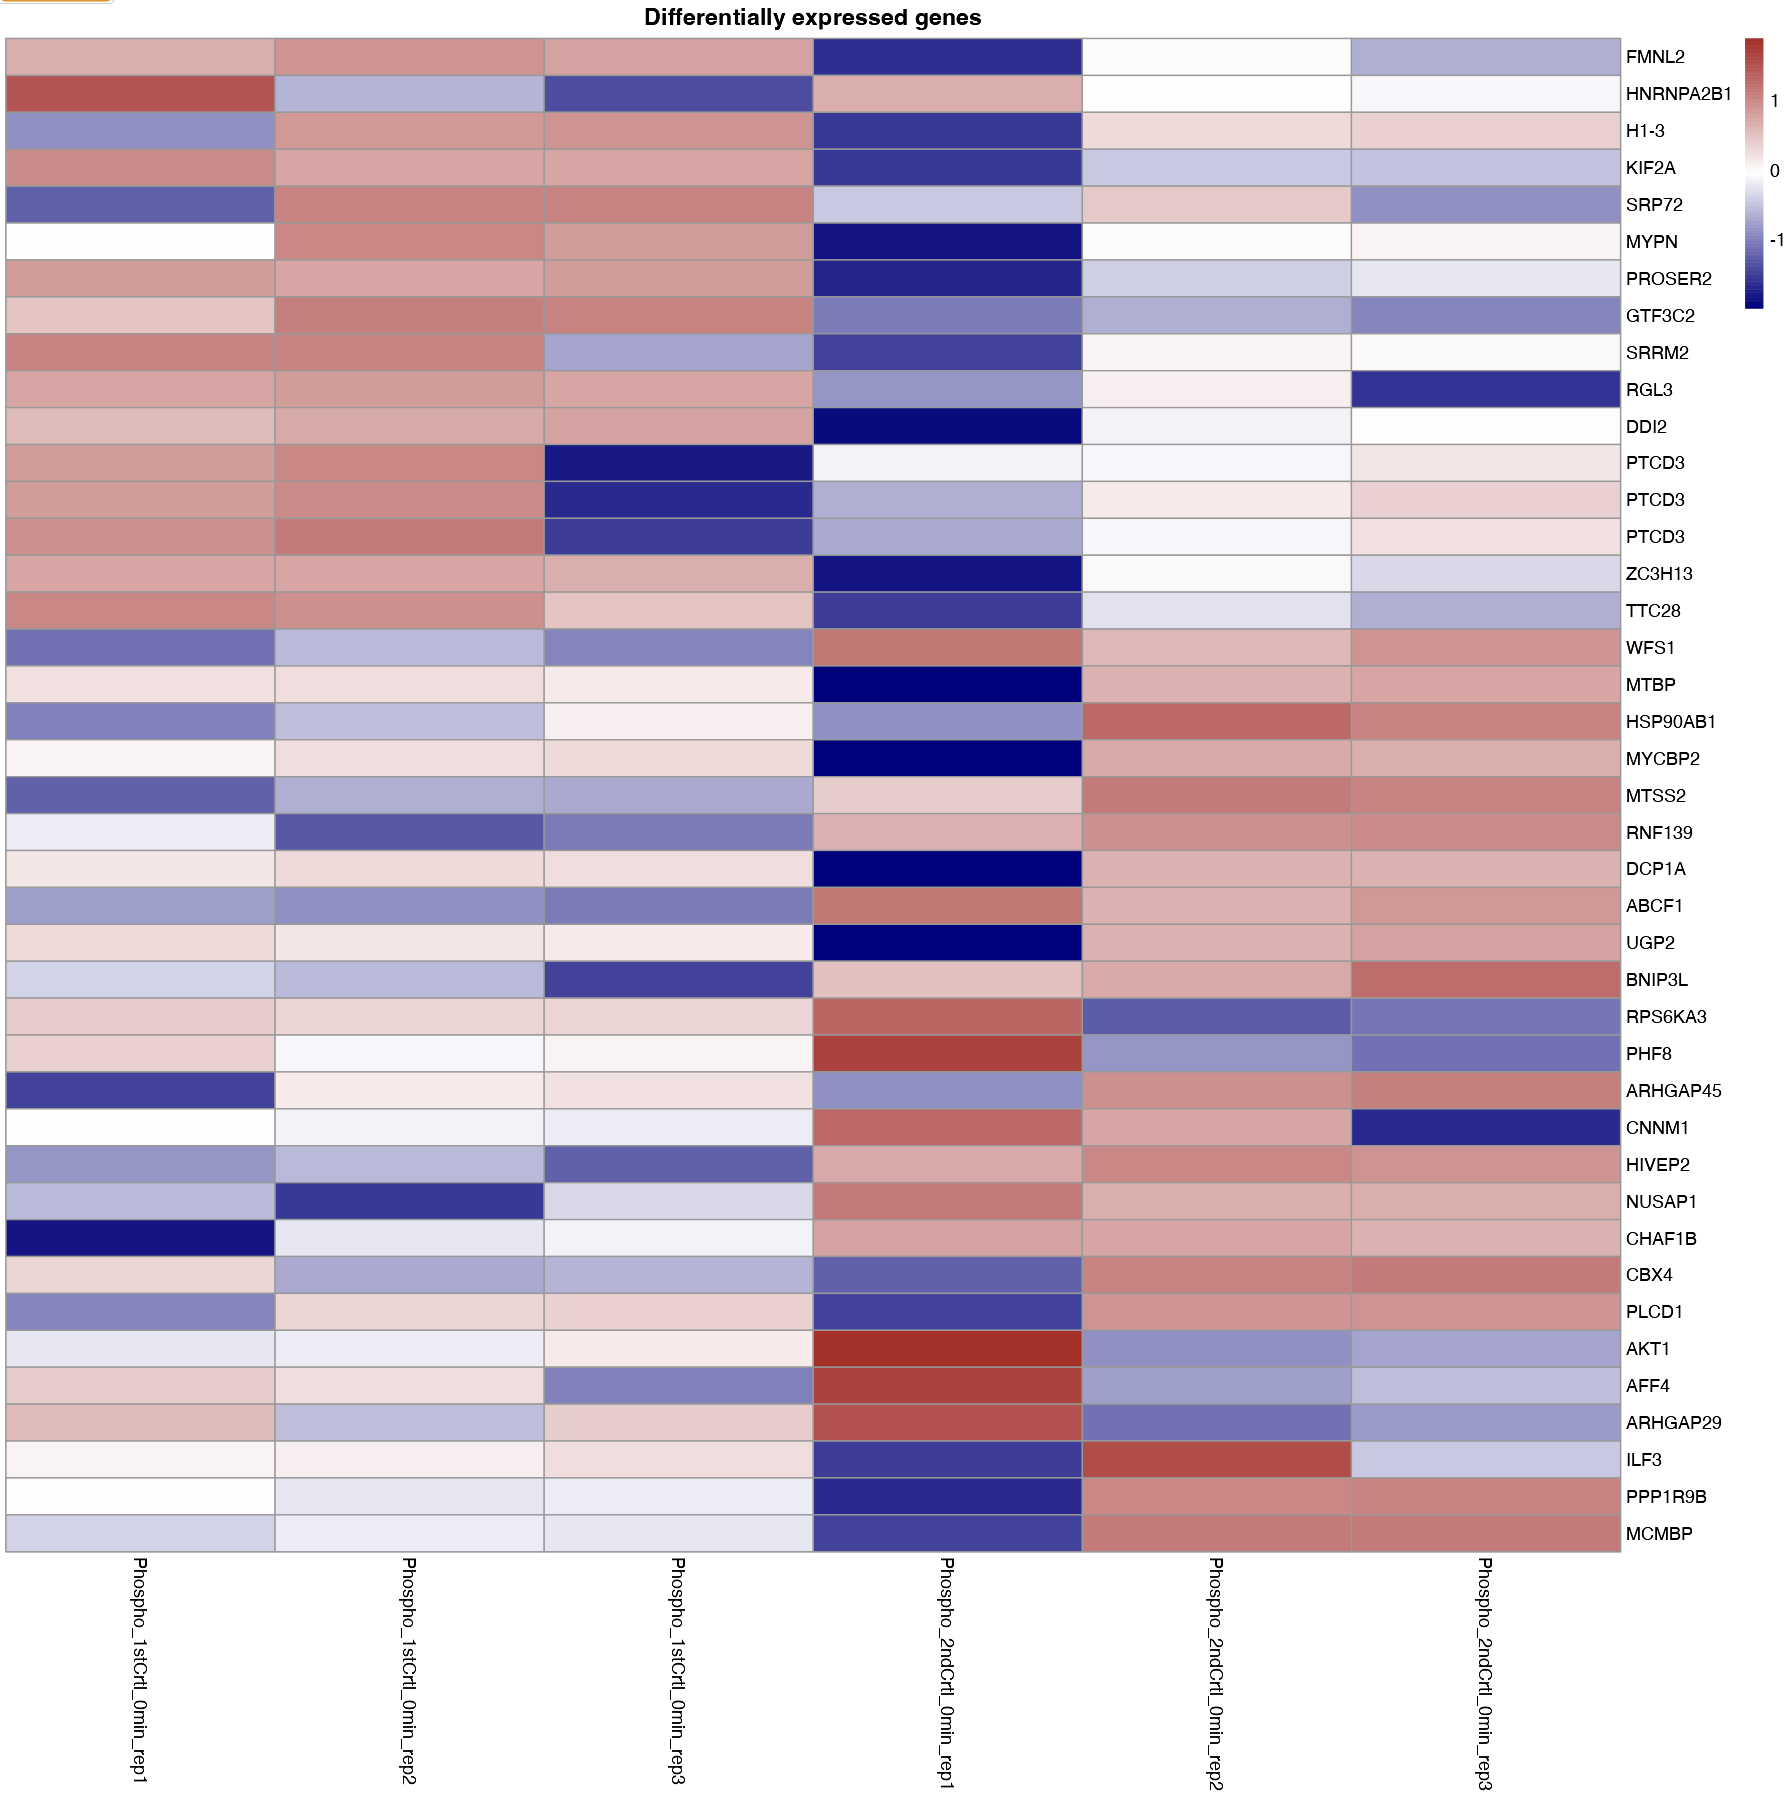 Differentially expressed genes
FMNL2
HNRNPA2B1
H1-3
KIF2A
SRP72
MYPN
PROSER2
GTF3C2
SRRM2
RGL3
DDI2
PTCD3
PTCD3
PTCD3
ZC3H13
TTC28
WFS1
MTBP
HSP90AB1
MYCBP2
MTSS2
RNF139
DCP1A
ABCF1
UGP2
BNIP3L
RPS6KA3
PHF8
ARHGAP45
CNNM1
HIVEP2
NUSAP1
CHAF1B
CBX4
PLCD1
AKT1
AFF4
ARHGAP29
ILF3
PPP1R9B
MCMBP
1
0
-1
Phospho_1stCrtl_0min_rep1
Phospho_1stCrtl_0min_rep2
Phospho_1stCrtl_0min_rep3
Phospho_2ndCrtl_0min_rep1
Phospho_2ndCrtl_0min_rep2
Phospho_2ndCrtl_0min_rep3